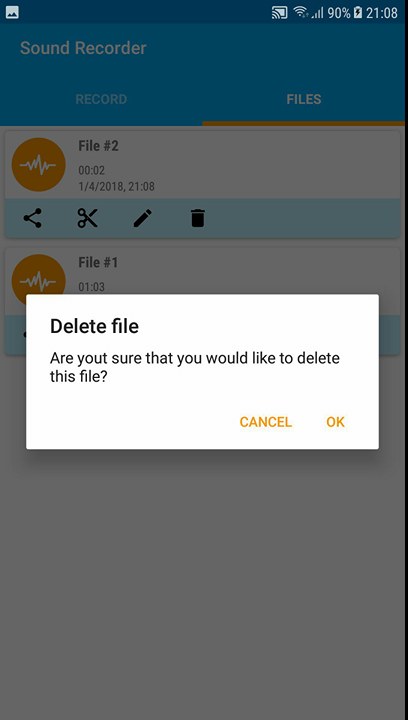 90% 21:08
Sound Recorder
RECORD FILES
File #2
00:02
1/4/2018, 21:08
File #1
01:03
Delete file
Are yout sure that you would like to delete
this file?
CANCEL OK